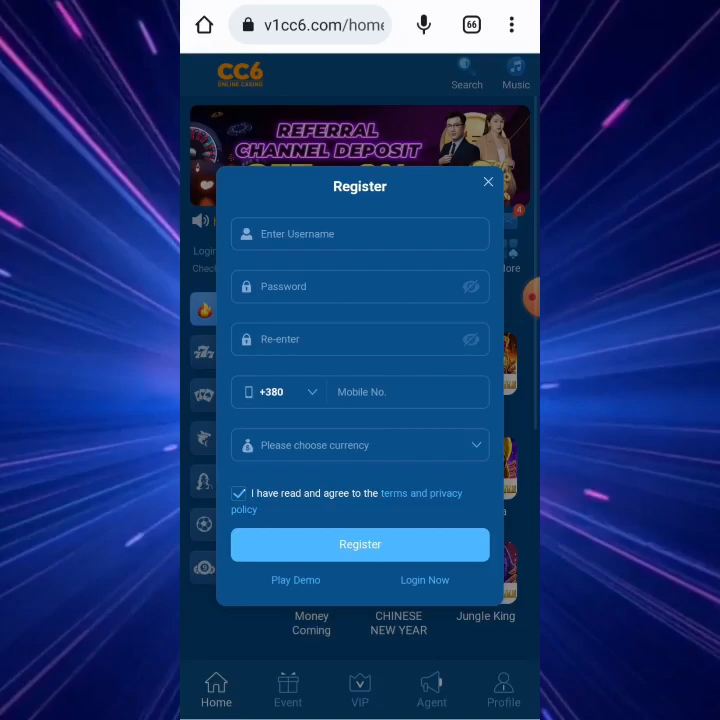 v1cc6.com/home
66
CC6
ONLINE CASINO
Search
Music
REFERRAL
CHANNEL DEPOSIT
Register
4
Enter Username
Password
Re-enter
+380
Mobile No.
Please choose currency
I have read and agree to the terms and privacy
policy
Register
Play Demo
Login Now
Money
Coming
CHINESE
NEW YEAR
Jungle King
Home
Event
VIP
Agent
Profile